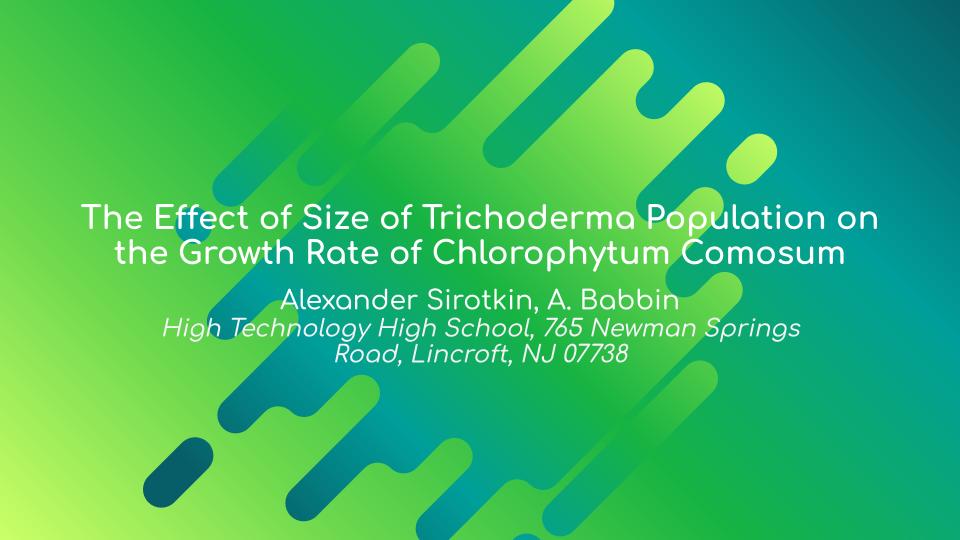 The Effect of Size of Trichoderma Population on
the Growth Rate of Chlorophytum Comosum
Alexander Sirotkin, A. Babbin
High Technology High School, 765 Newman Springs
Road, Lincroft, NJ 07738